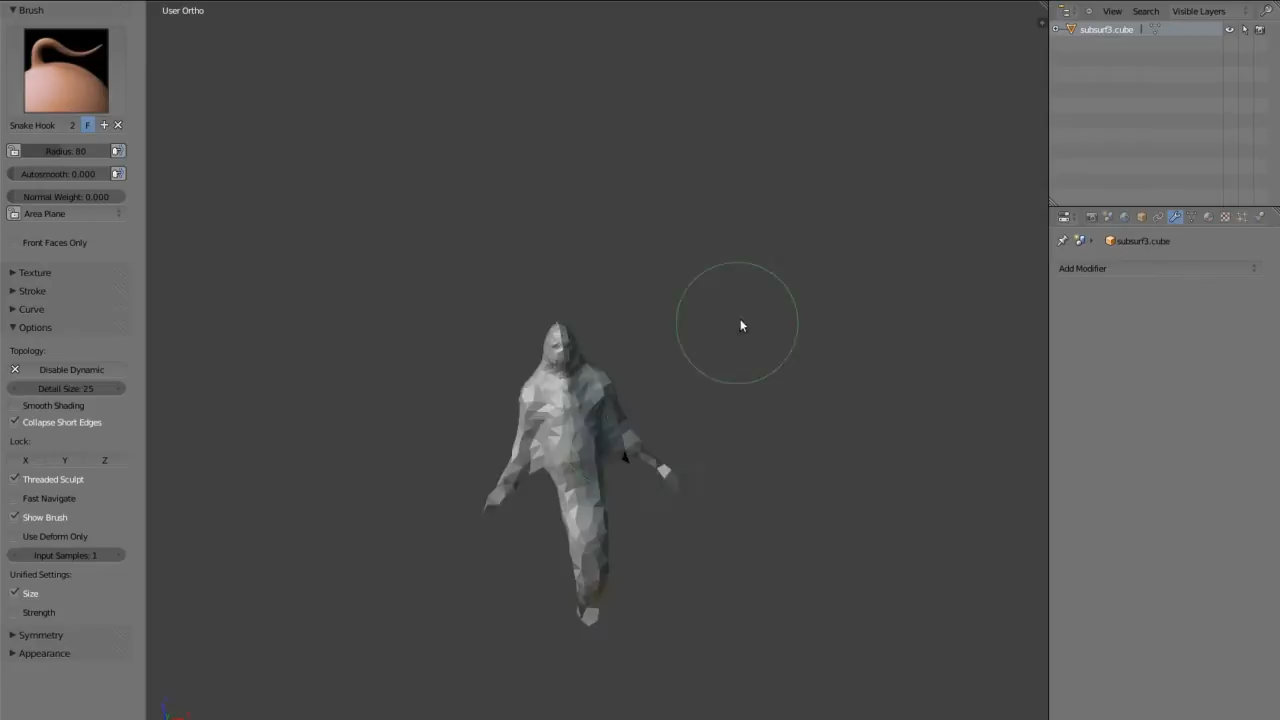 Brush
User Ortho
View Search Visible Layers
subsurf3.cube
Snake Hook 2 F
Radius: 80
Autosmooth: 0.000
Normal Weight: 0.000
Area Plane
Front Faces Only
subsurf3.cube
Add Modifier
Texture
Stroke
Curve
Options
Topology:
Disable Dynamic
Detail Size: 25
Smooth Shading
Collapse Short Edges
Lock:
X Y Z
Threaded Sculpt
Fast Navigate
Show Brush
Use Deform Only
Input Samples: 1
Unified Settings:
Size
Strength
Symmetry
Appearance